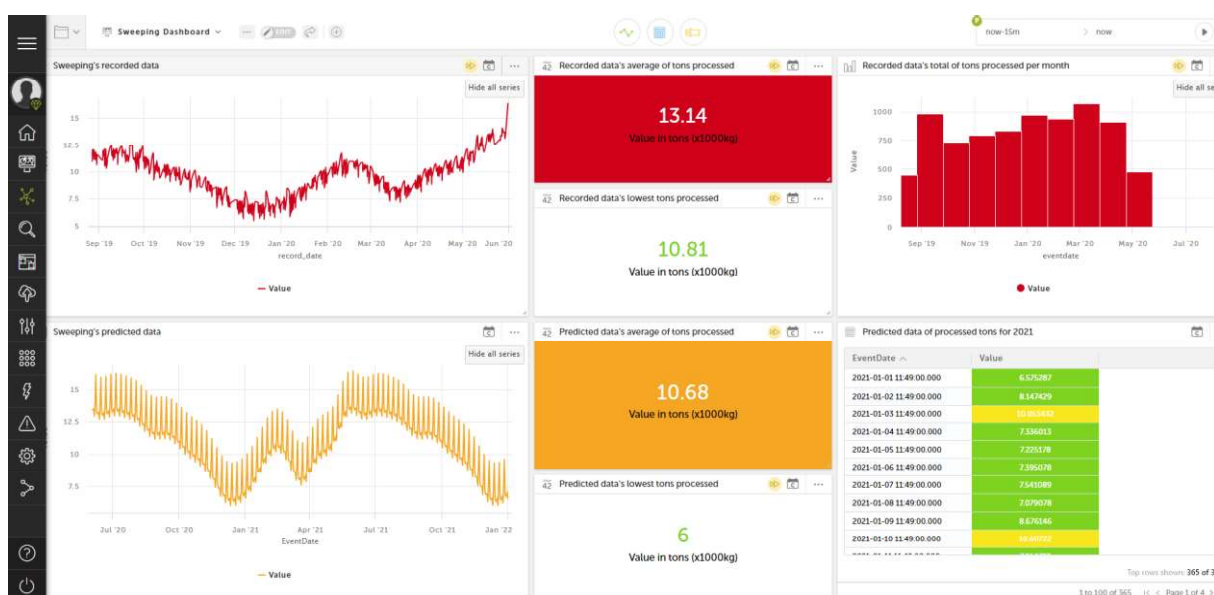 Sweeping Dashboard
EDIT
now-15m > now
Sweeping's recorded data
Hide all series
15
12.5
10
7.5
5
Sep '19 Oct '19 Nov '19 Dec '19 Jan '20 Feb '20 Mar '20 Apr '20 May '20 Jun '20
record_date
Value
42 Recorded data's average of tons processed
13.14
Value in tons (x1000kg)
42 Recorded data's lowest tons processed
10.81
Value in tons (x1000kg)
Recorded data's total of tons processed per month
Hide all se
1000
750
500
250
0
Value
Sep '19 Nov '19 Jan '20 Mar '20 May '20 Jul '20
eventdate
Value
Sweeping's predicted data
Hide all series
15
12.5
10
7.5
Jul '20 Oct '20 Jan '21 Apr '21 Jul '21 Oct '21 Jan '22
EventDate
Value
42 Predicted data's average of tons processed
10.68
Value in tons (x1000kg)
42 Predicted data's lowest tons processed
6
Value in tons (x1000kg)
Predicted data of processed tons for 2021
EventDate Value
2021-01-01 11:49:00.000 6.575287
2021-01-02 11:49:00.000 8.147429
2021-01-03 11:49:00.000
2021-01-04 11:49:00.000 7.336013
2021-01-05 11:49:00.000 7.225178
2021-01-06 11:49:00.000 7.395078
2021-01-07 11:49:00.000 7.541089
2021-01-08 11:49:00.000 7.079078
2021-01-09 11:49:00.000 8.676146
2021-01-10 11:49:00.000
Top rows shown: 365 of 3
1 to 100 of 365 Page 1 of 4